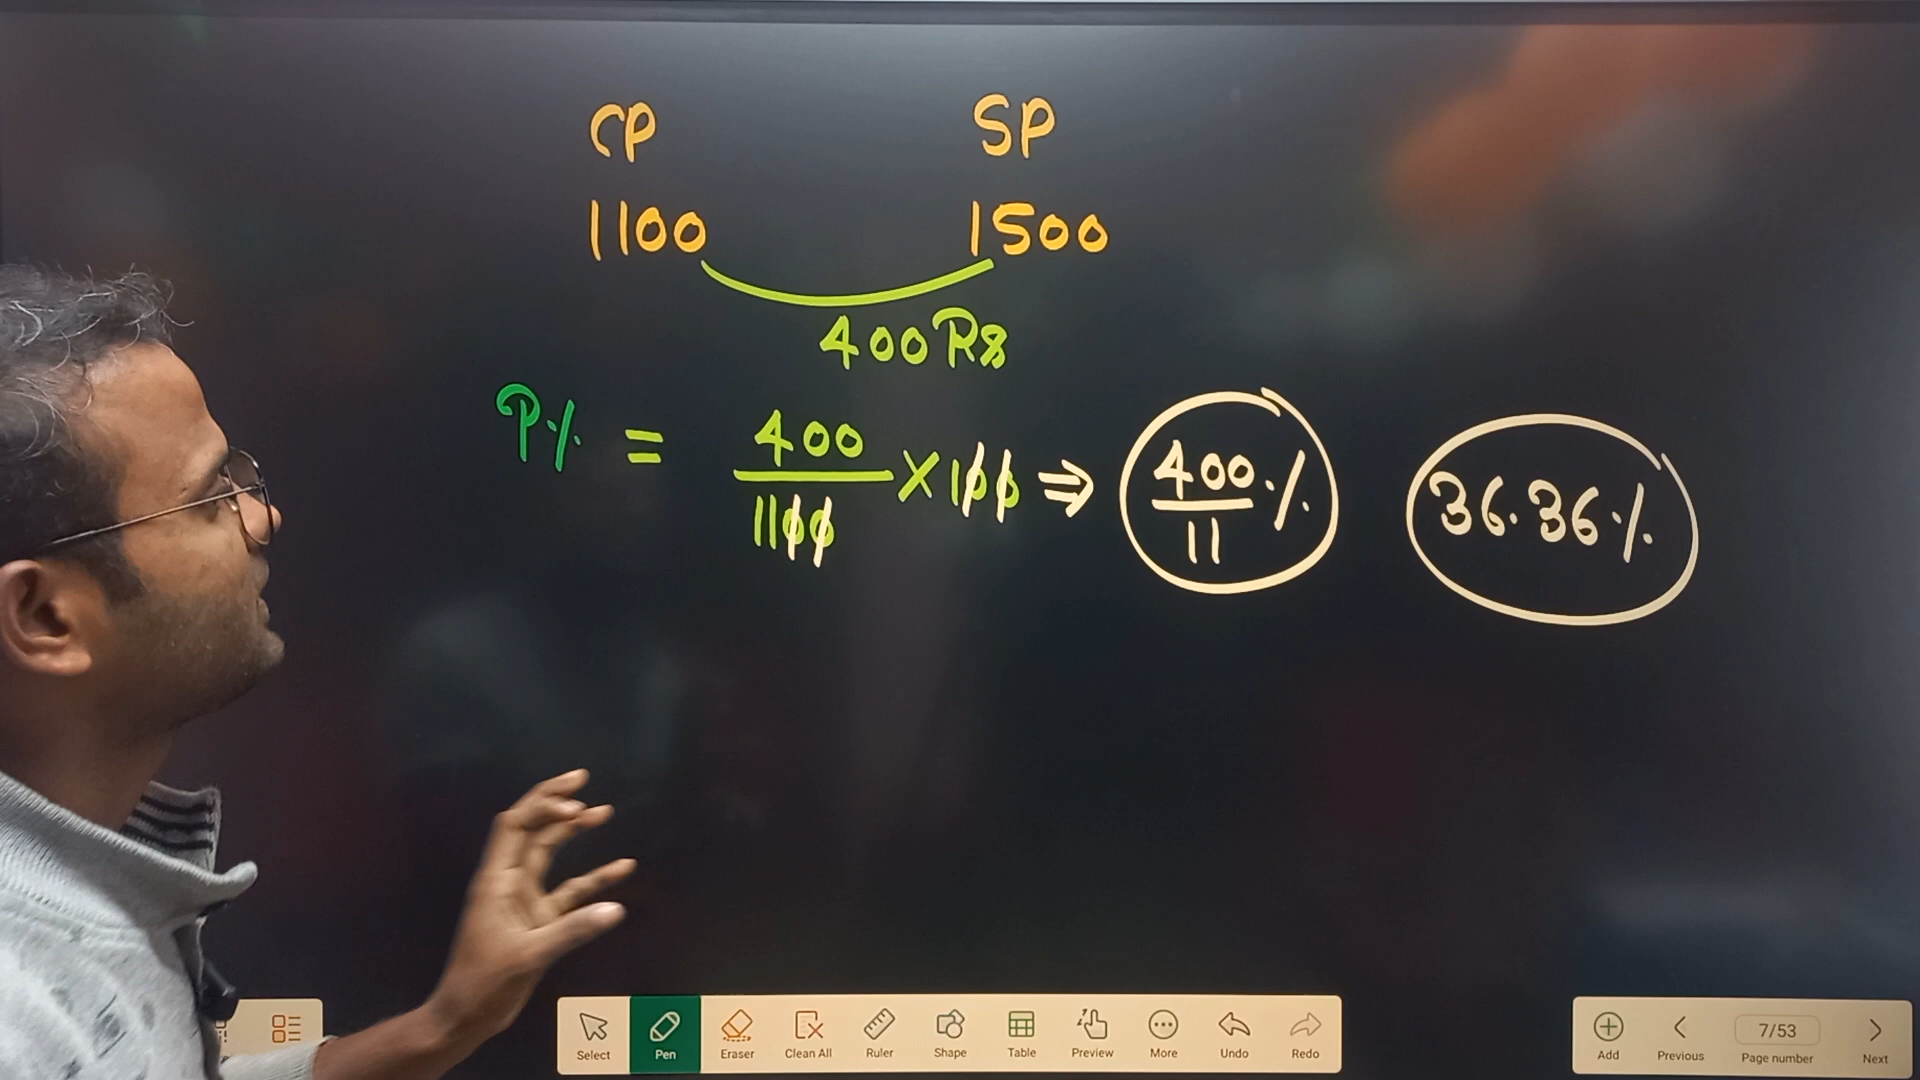 CP SP
1100 1500
400 Rs
P% = 400/1100 × 100 ⇒ 400/11 % 36.36%
Select Pen Eraser Clean All Ruler Shape Table Preview More Undo Redo
Add Previous 7/53 Page number Next